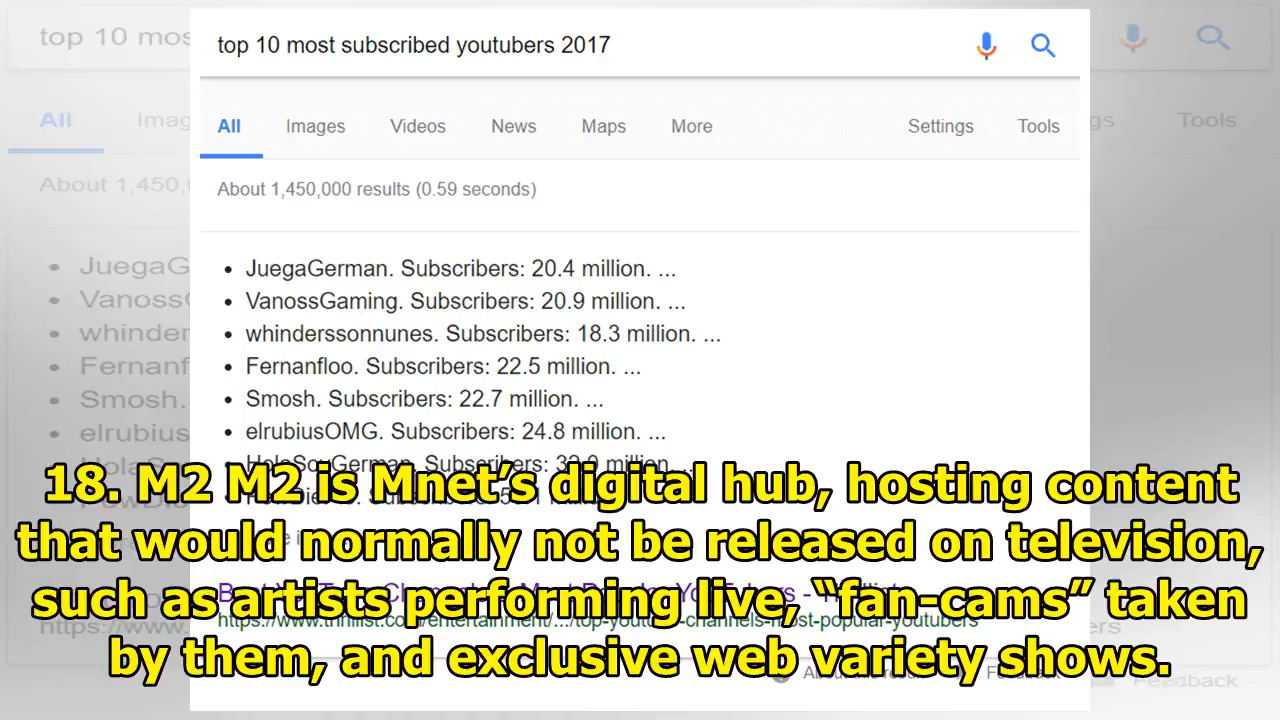 top 10 most subscribed youtubers 2017
All Images Videos News Maps More Settings Tools
About 1,450,000 results (0.59 seconds)
• JuegaGerman. Subscribers: 20.4 million. ...
• VanossGaming. Subscribers: 20.9 million. ...
• whinderssonnunes. Subscribers: 18.3 million. ...
• Fernanfloo. Subscribers: 22.5 million. ...
• Smosh. Subscribers: 22.7 million. ...
• elrubiusOMG. Subscribers: 24.8 million. ...
HolaSoyGerman. Subscribers:
18. M2 M2 is Mnet’s digital hub, hosting content
that would normally not be released on television,
such as artists performing live, “fan-cams” taken
by them, and exclusive web variety shows.